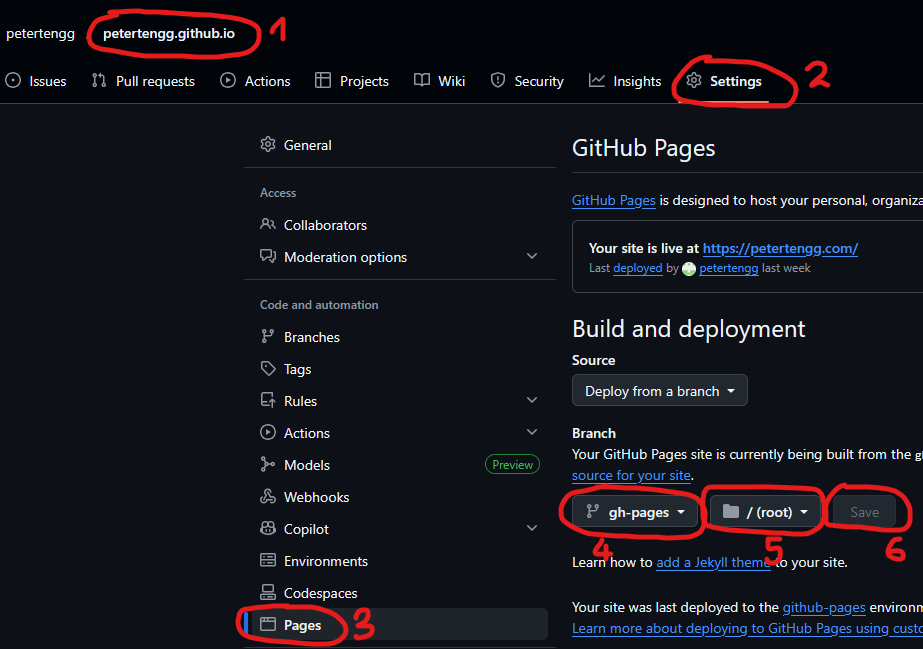 petertengg petertengg.github.io 1
Issues Pull requests Actions Projects Wiki Security Insights Settings 2
General
Access
Collaborators
Moderation options
Code and automation
Branches
Tags
Rules
Actions
Models Preview
Webhooks
Copilot
Environments
Codespaces
Pages 3
GitHub Pages
GitHub Pages is designed to host your personal, organiza
Your site is live at https://petertengg.com/
Last deployed by petertengg last week
Build and deployment
Source
Deploy from a branch
Branch
Your GitHub Pages site is currently being built from the
source for your site.
gh-pages / (root) Save
4 5 6
Learn how to add a Jekyll theme to your site.
Your site was last deployed to the github-pages environm
Learn more about deploying to GitHub Pages using custo